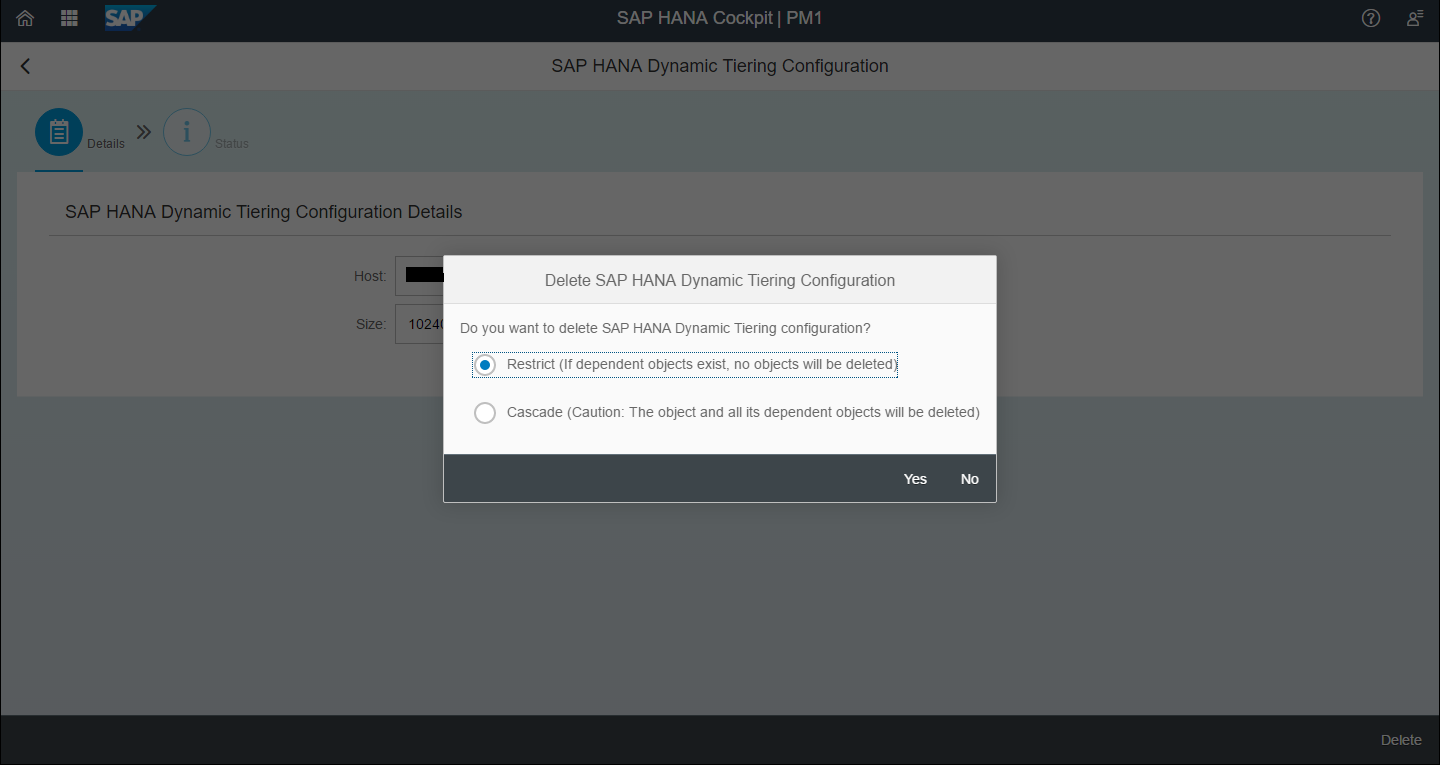 SAP
SAP HANA Cockpit | PM1
SAP HANA Dynamic Tiering Configuration
Details
Status
SAP HANA Dynamic Tiering Configuration Details
Host:
Size:
Delete SAP HANA Dynamic Tiering Configuration
Do you want to delete SAP HANA Dynamic Tiering configuration?
Restrict (If dependent objects exist, no objects will be deleted)
Cascade (Caution: The object and all its dependent objects will be deleted)
Yes No
Delete